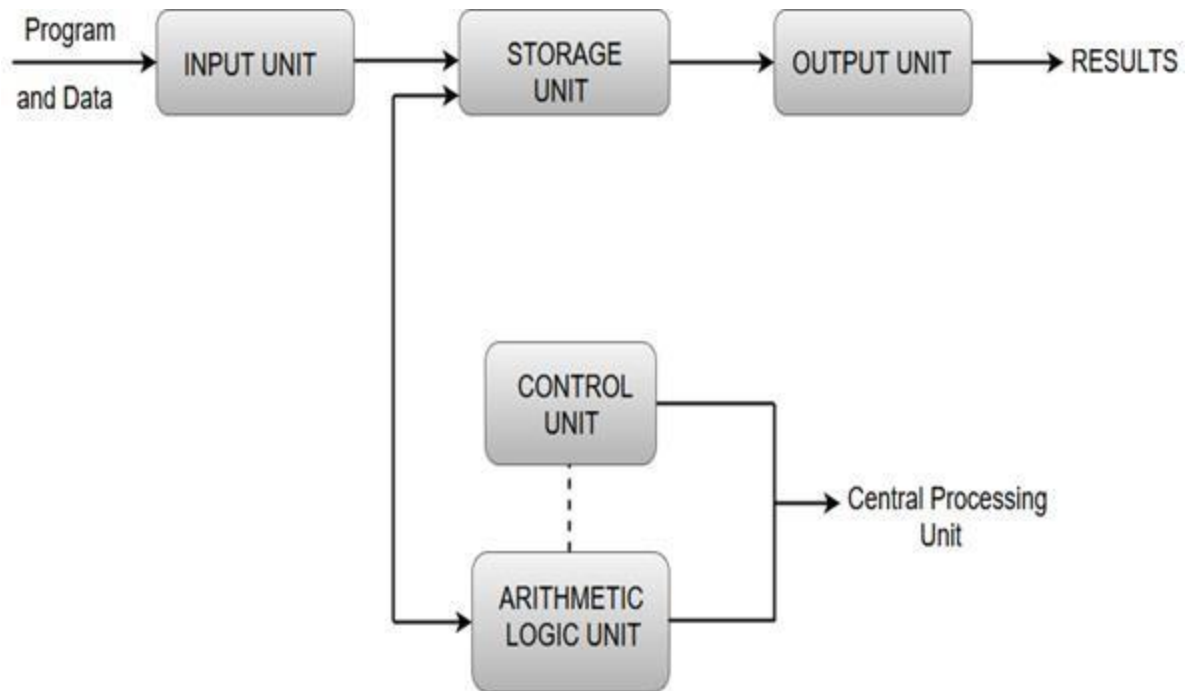 Program
and Data
INPUT UNIT
STORAGE
UNIT
OUTPUT UNIT
RESULTS
CONTROL
UNIT
Central Processing
Unit
ARITHMETIC
LOGIC UNIT